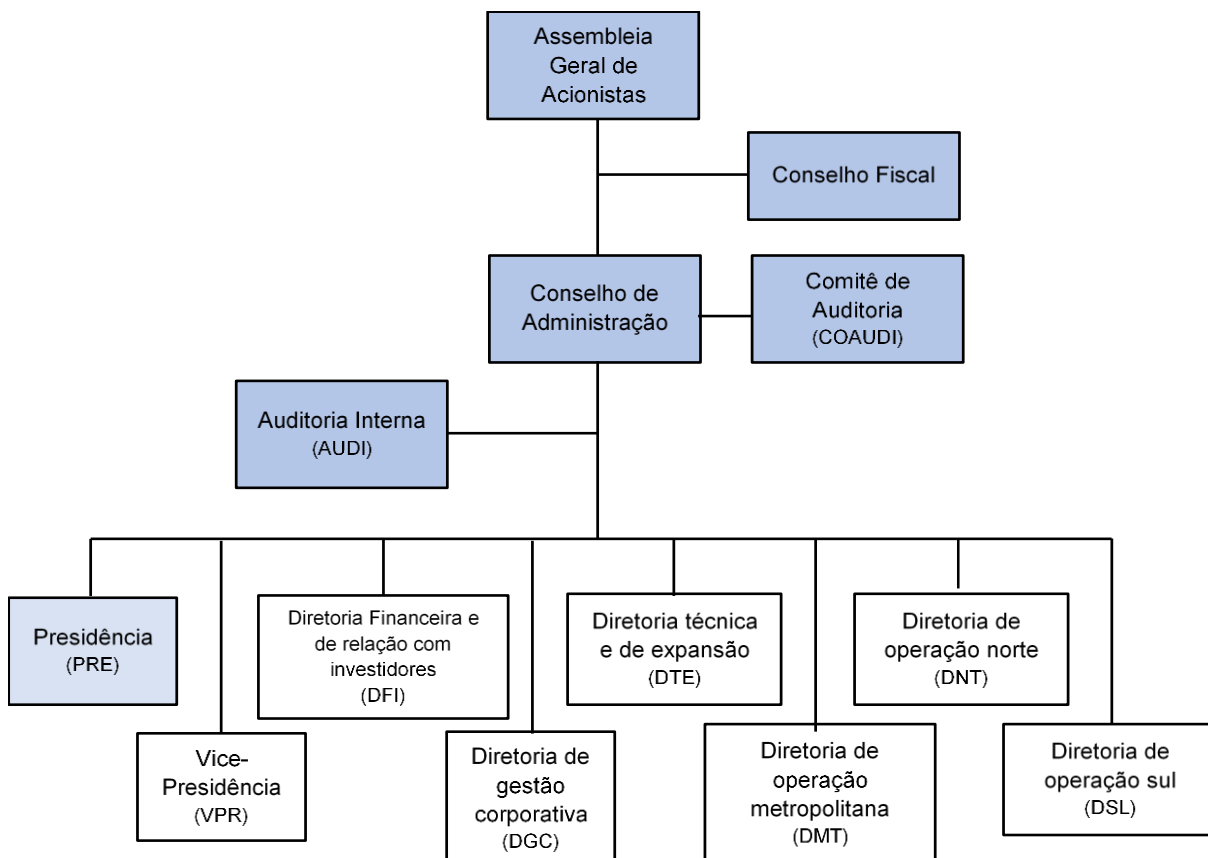 Assembleia
Geral de
Acionistas
Conselho Fiscal
Conselho de
Administração
Comitê de
Auditoria
(COAUDI)
Auditoria Interna
(AUDI)
Presidência
(PRE)
Vice-
Presidência
(VPR)
Diretoria Financeira e
de relação com
investidores
(DFI)
Diretoria de
gestão
corporativa
(DGC)
Diretoria técnica
e de expansão
(DTE)
Diretoria de
operação
metropolitana
(DMT)
Diretoria de
operação norte
(DNT)
Diretoria de
operação sul
(DSL)